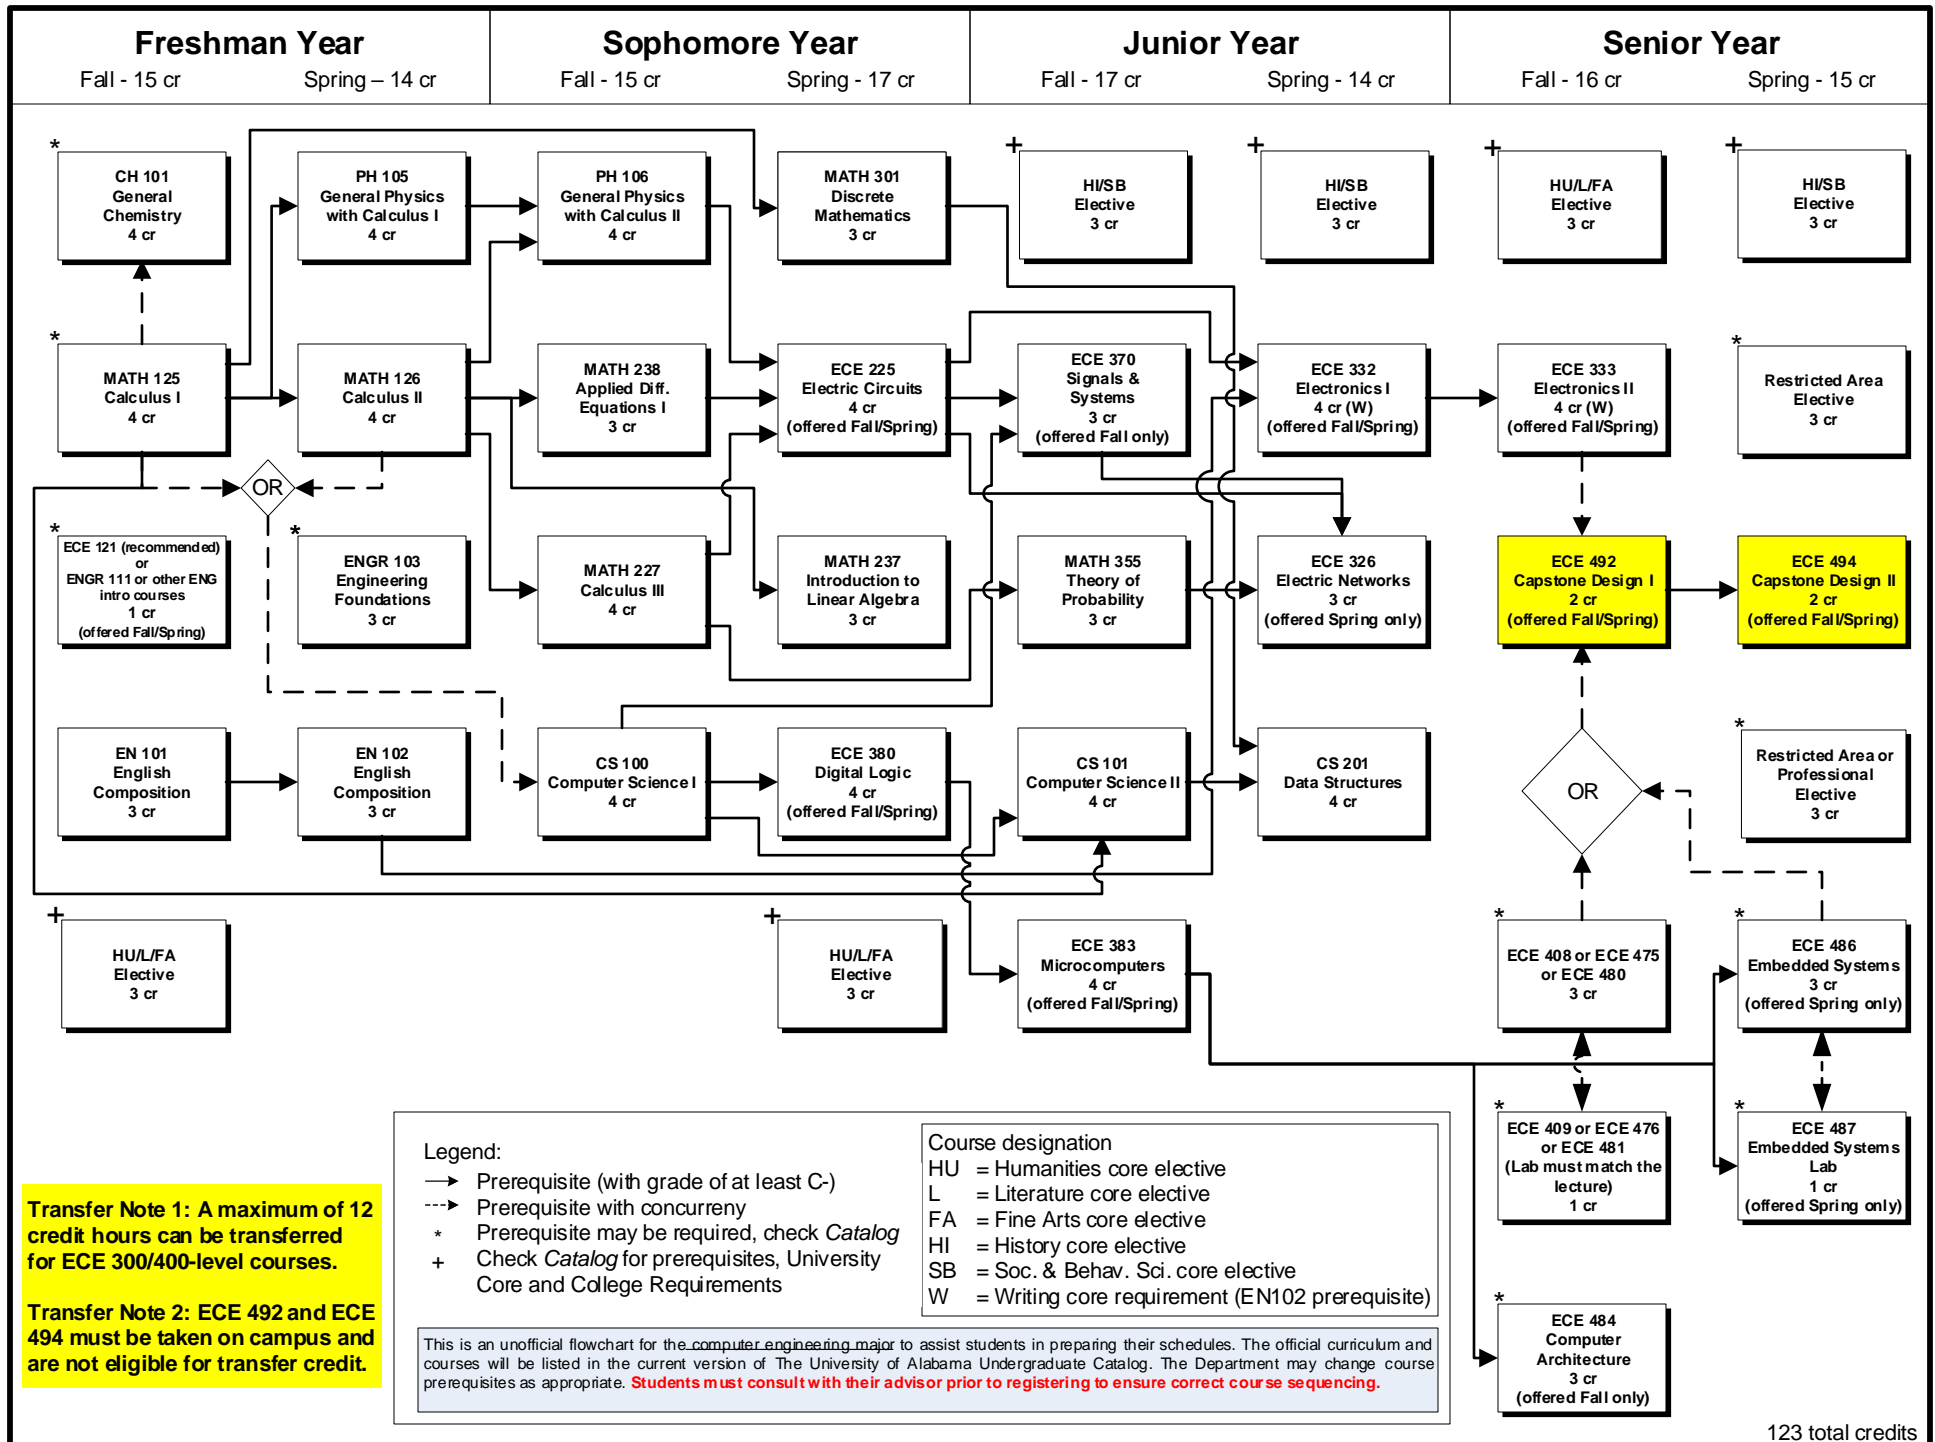 Freshman Year
Fall - 15 cr
Spring – 14 cr
Sophomore Year
Fall - 15 cr
Spring - 17 cr
Junior Year
Fall - 17 cr
Spring - 14 cr
Senior Year
Fall - 16 cr
Spring - 15 cr
*
CH 101
General
Chemistry
4 cr
PH 105
General Physics
with Calculus I
4 cr
PH 106
General Physics
with Calculus II
4 cr
MATH 301
Discrete
Mathematics
3 cr
+
HI/SB
Elective
3 cr
+
HI/SB
Elective
3 cr
+
HU/L/FA
Elective
3 cr
+
HI/SB
Elective
3 cr
*
MATH 125
Calculus I
4 cr
MATH 126
Calculus II
4 cr
MATH 238
Applied Diff.
Equations I
3 cr
ECE 225
Electric Circuits
4 cr
(offered Fall/Spring)
ECE 370
Signals &
Systems
3 cr
(offered Fall only)
ECE 332
Electronics I
4 cr (W)
(offered Fall/Spring)
ECE 333
Electronics II
4 cr (W)
(offered Fall/Spring)
*
Restricted Area
Elective
3 cr
OR
*
ECE 121 (recommended)
or
ENGR 111 or other ENG
intro courses
1 cr
(offered Fall/Spring)
*
ENGR 103
Engineering
Foundations
3 cr
MATH 227
Calculus III
4 cr
MATH 237
Introduction to
Linear Algebra
3 cr
MATH 355
Theory of
Probability
3 cr
ECE 326
Electric Networks
3 cr
(offered Spring only)
ECE 492
Capstone Design I
2 cr
(offered Fall/Spring)
ECE 494
Capstone Design II
2 cr
(offered Fall/Spring)
EN 101
English
Composition
3 cr
EN 102
English
Composition
3 cr
CS 100
Computer Science I
4 cr
ECE 380
Digital Logic
4 cr
(offered Fall/Spring)
CS 101
Computer Science II
4 cr
CS 201
Data Structures
4 cr
OR
*
Restricted Area or
Professional
Elective
3 cr
+
HU/L/FA
Elective
3 cr
+
HU/L/FA
Elective
3 cr
ECE 383
Microcomputers
4 cr
(offered Fall/Spring)
*
ECE 408 or ECE 475
or ECE 480
3 cr
*
ECE 486
Embedded Systems
3 cr
(offered Spring only)
*
ECE 409 or ECE 476
or ECE 481
(Lab must match the
lecture)
1 cr
*
ECE 487
Embedded Systems
Lab
1 cr
(offered Spring only)
*
ECE 484
Computer
Architecture
3 cr
(offered Fall only)
Transfer Note 1: A maximum of 12
credit hours can be transferred
for ECE 300/400-level courses.
Transfer Note 2: ECE 492 and ECE
494 must be taken on campus and
are not eligible for transfer credit.
Legend:
Prerequisite (with grade of at least C-)
Prerequisite with concurreny
* Prerequisite may be required, check Catalog
+ Check Catalog for prerequisites, University
Core and College Requirements
Course designation
HU = Humanities core elective
L = Literature core elective
FA = Fine Arts core elective
HI = History core elective
SB = Soc. & Behav. Sci. core elective
W = Writing core requirement (EN102 prerequisite)
This is an unofficial flowchart for the computer engineering major to assist students in preparing their schedules. The official curriculum and
courses will be listed in the current version of The University of Alabama Undergraduate Catalog. The Department may change course
prerequisites as appropriate. Students must consult with their advisor prior to registering to ensure correct course sequencing.
123 total credits